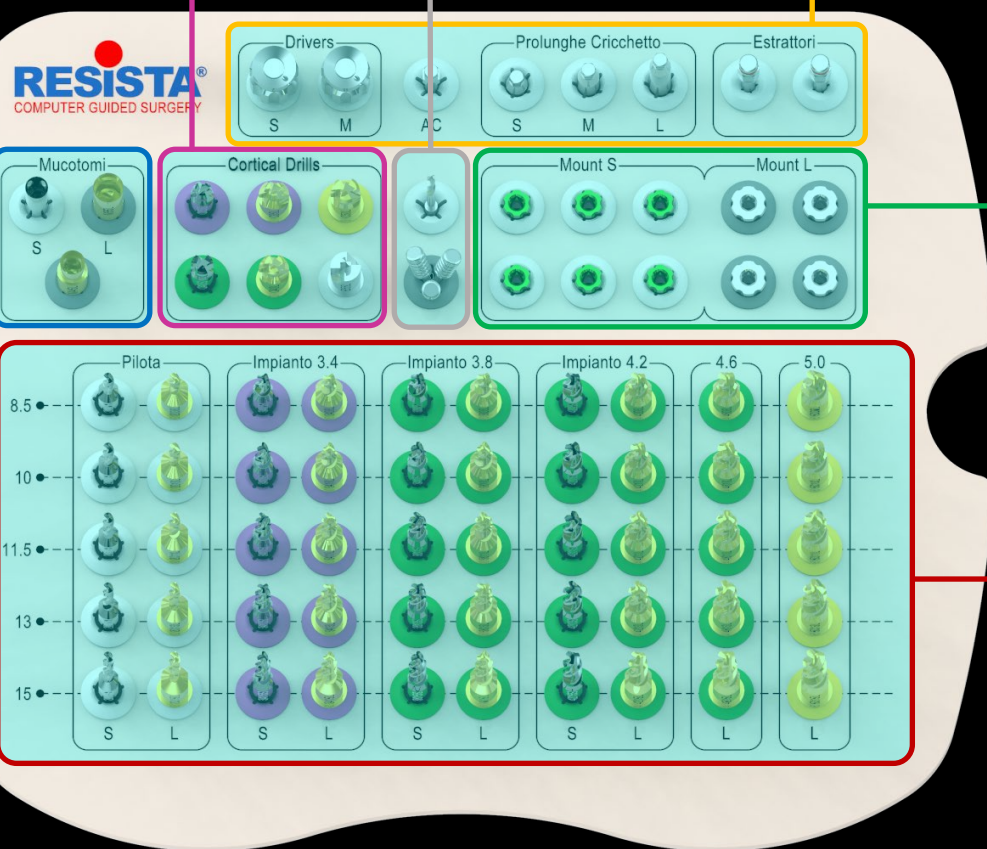 RESISTA®
COMPUTER GUIDED SURGERY
Drivers
Prolunghe Cricchetto
Estrattori
S M AC S M L
Mucotomi
Cortical Drills
Mount S
Mount L
S L
Pilota
Impianto 3.4
Impianto 3.8
Impianto 4.2
4.6
5.0
8.5
10
11.5
13
15
S L S L S L S L L L